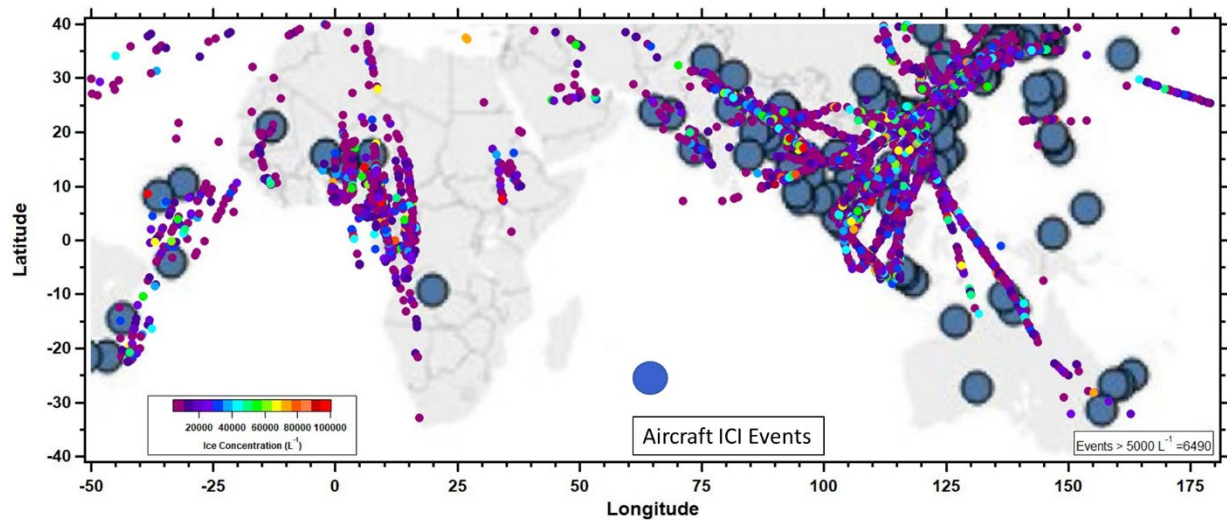 40
30
20
10
0
-10
-20
-30
-40
Latitude
20000 40000 60000 80000 100000
Ice Concentration (L⁻¹)
Aircraft ICI Events
Events > 5000 L⁻¹ =6490
-50 -25 0 25 50 75 100 125 150 175
Longitude